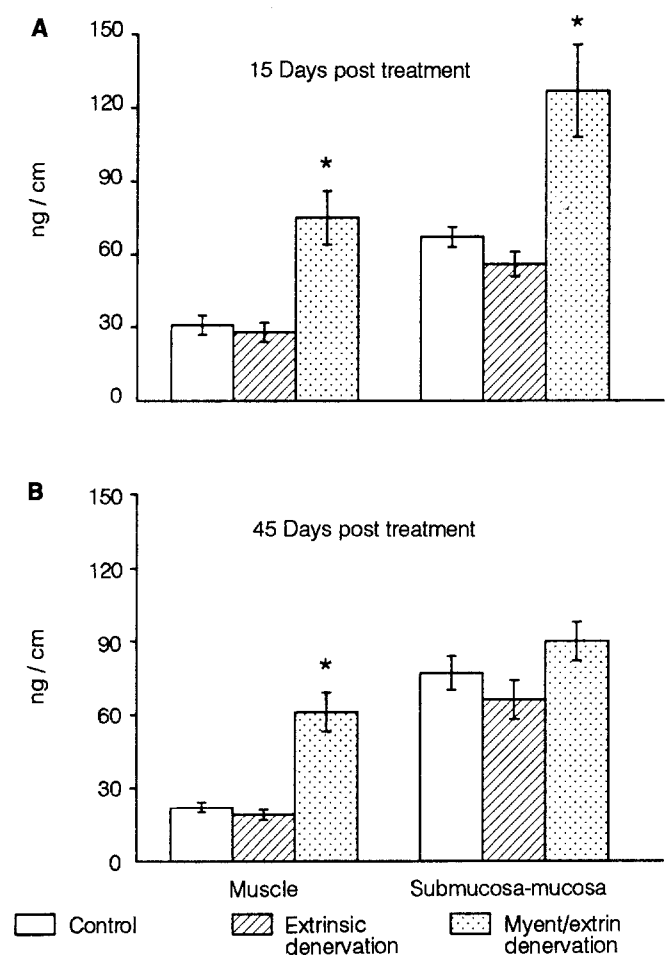 A
150
15 Days post treatment
*
120
*
90
ng / cm
60
30
0
B
150
45 Days post treatment
120
90
*
ng / cm
60
30
0
Muscle
Submucosa-mucosa
Control
Extrinsic
denervation
Myent/extrin
denervation